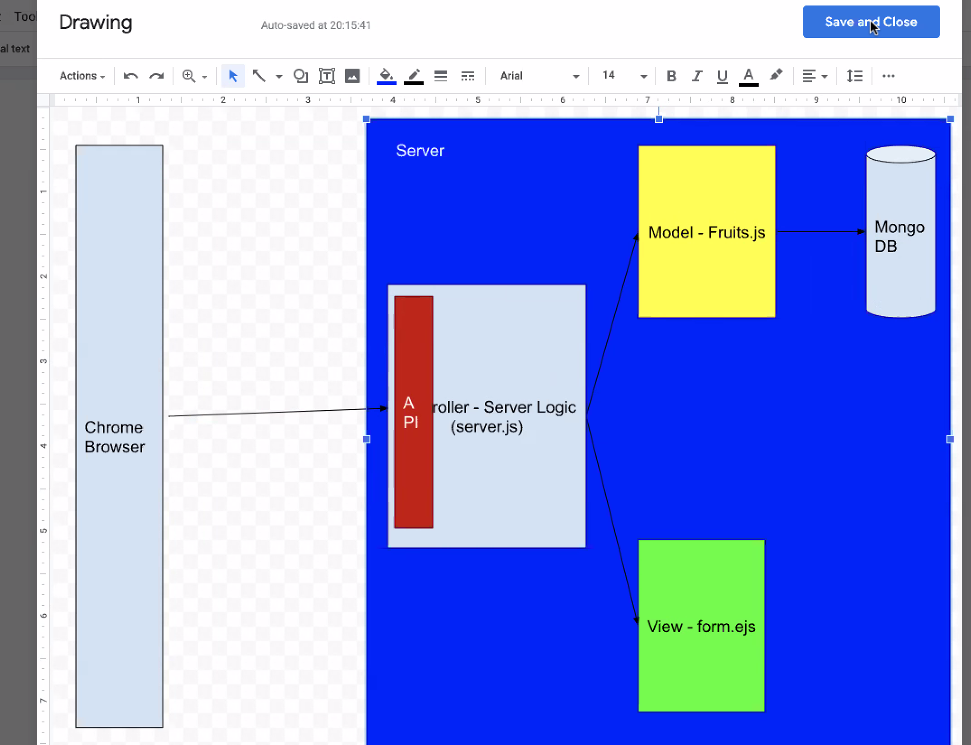 Tool
al text
Drawing
Auto-saved at 20:15:41
Save and Close
Actions
Arial
14
B
I
U
A
1 2 3 4 5 6 7 8 9 10
1
2
3
4
5
6
7
Server
Model - Fruits.js
Mongo
DB
A
PI
roller - Server Logic
(server.js)
Chrome
Browser
View - form.ejs